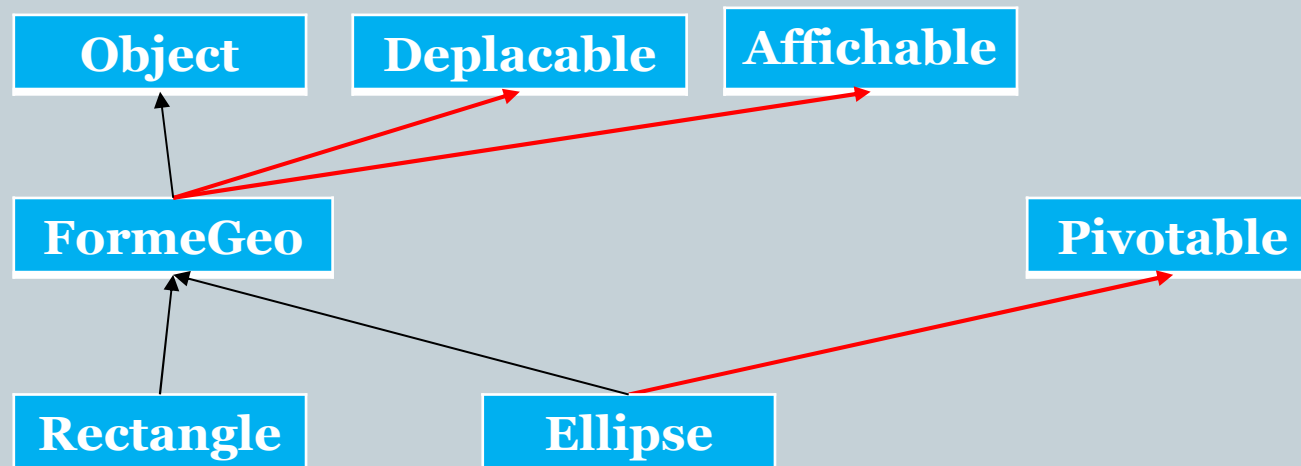 Object
Deplacable
Affichable
FormeGeo
Pivotable
Rectangle
Ellipse